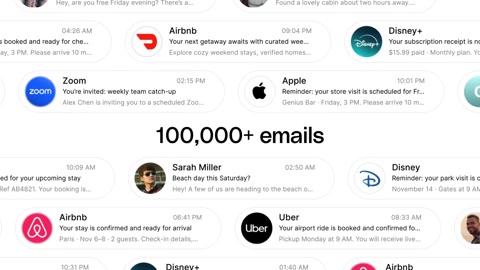 Hey, are you free Friday evening? There's a...
Found a lovely cabin about two hours away.
04:26 AM
s booked and ready for che...
, 3 PM. Please arrive 10 m...
Airbnb 09:04 PM
Your next getaway awaits with curated wee...
Explore cozy weekend stays, verified homes...
Disney+
Disney+
Your subscription receipt is no
$15.99 paid · Monthly plan. Y
zoom
Zoom 02:15 PM
You're invited: weekly team catch-up
Alex Chen is inviting you to a scheduled Zoo...
Apple 10:01 PM
Reminder: your store visit is scheduled for Fr...
Genius Bar · Friday, 3 PM. Please arrive 10 m...
100,000+ emails
10:09 AM
ed for your upcoming stay
Ref AB4821. Your booking is...
Sarah Miller 02:50 AM
Beach day this Saturday?
Hey! A few of us are heading to the beach o...
Disney
Reminder: your park visit is c
November 14 · Gates at 9 AM
Airbnb 06:41 PM
Your stay is confirmed and ready for arrival
Paris · Nov 6–8 · 2 guests. Check-in details,...
Uber
Uber 08:33 AM
Your airport ride is booked and confirmed fo...
Pickup Monday at 9 AM. You will receive live...
10:31 PM
Disney+ 01:40 AM
Airbnb